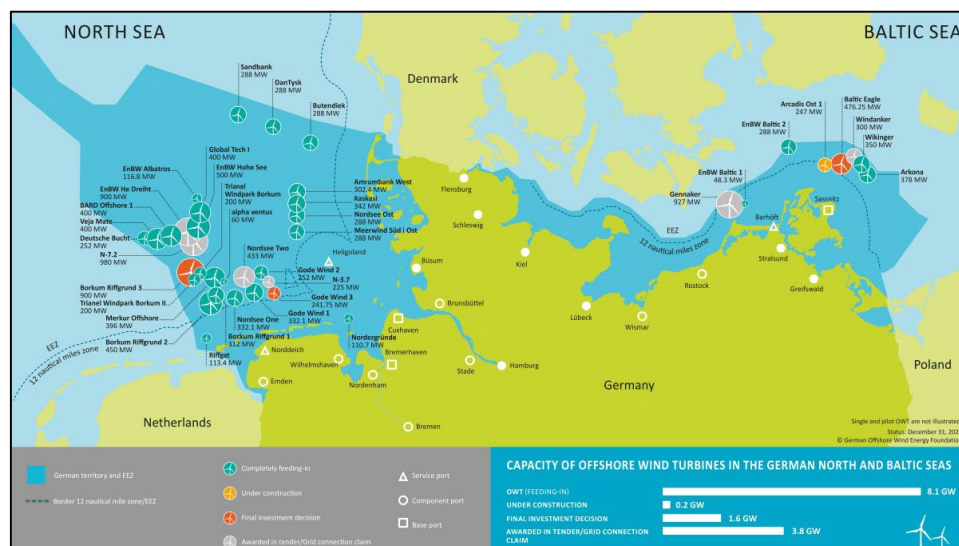 NORTH SEA
BALTIC SEA
Denmark
Sandbank
288 MW
DanTysk
288 MW
Butendiek
288 MW
Global Tech I
400 MW
EnBW Albatros
116.8 MW
EnBW Hohe See
500 MW
EnBW He Dreiht
900 MW
Trianel
Windpark Borkum
200 MW
BARD Offshore 1
400 MW
alpha ventus
60 MW
Veja Mate
400 MW
Deutsche Bucht
252 MW
N-7.2
980 MW
Nordsee Two
433 MW
Amrumbank West
302.4 MW
Kaskasi
342 MW
Nordsee Ost
288 MW
Meerwind Süd | Ost
288 MW
Heligoland
Gode Wind 2
252 MW
N-3.7
225 MW
Gode Wind 3
241.75 MW
Gode Wind 1
332.1 MW
Borkum Riffgrund 3
900 MW
Trianel Windpark Borkum II
200 MW
Merkur Offshore
396 MW
Nordsee One
332.1 MW
Borkum Riffgrund 2
450 MW
Borkum Riffgrund 1
312 MW
Riffgat
113.4 MW
Nordergründe
110.7 MW
EEZ
12 nautical miles zone
Arcadis Ost 1
247 MW
Baltic Eagle
476.25 MW
Windanker
300 MW
Wikinger
350 MW
EnBW Baltic 2
288 MW
Arkona
378 MW
EnBW Baltic 1
48.3 MW
Gennaker
927 MW
EEZ
12 nautical miles zone
Sassnitz
Barhöft
Stralsund
Greifswald
Rostock
Wismar
Lübeck
Kiel
Flensburg
Schleswig
Büsum
Brunsbüttel
Cuxhaven
Bremerhaven
Stade
Hamburg
Norddeich
Wilhelmshaven
Emden
Nordenham
Bremen
Netherlands
Germany
Poland
Single and pilot OWT are not illustrated
Status: December 31, 202
© German Offshore Wind Energy Foundation
German territory and EEZ
Border 12 nautical mile zone/EEZ
Completely feeding-in
Under construction
Final investment decision
Awarded in tender/Grid connection claim
Service port
Component port
Base port
CAPACITY OF OFFSHORE WIND TURBINES IN THE GERMAN NORTH AND BALTIC SEAS
OWT (FEEDING-IN)
8.1 GW
UNDER CONSTRUCTION
0.2 GW
FINAL INVESTMENT DECISION
1.6 GW
AWARDED IN TENDER/GRID CONNECTION
CLAIM
3.8 GW